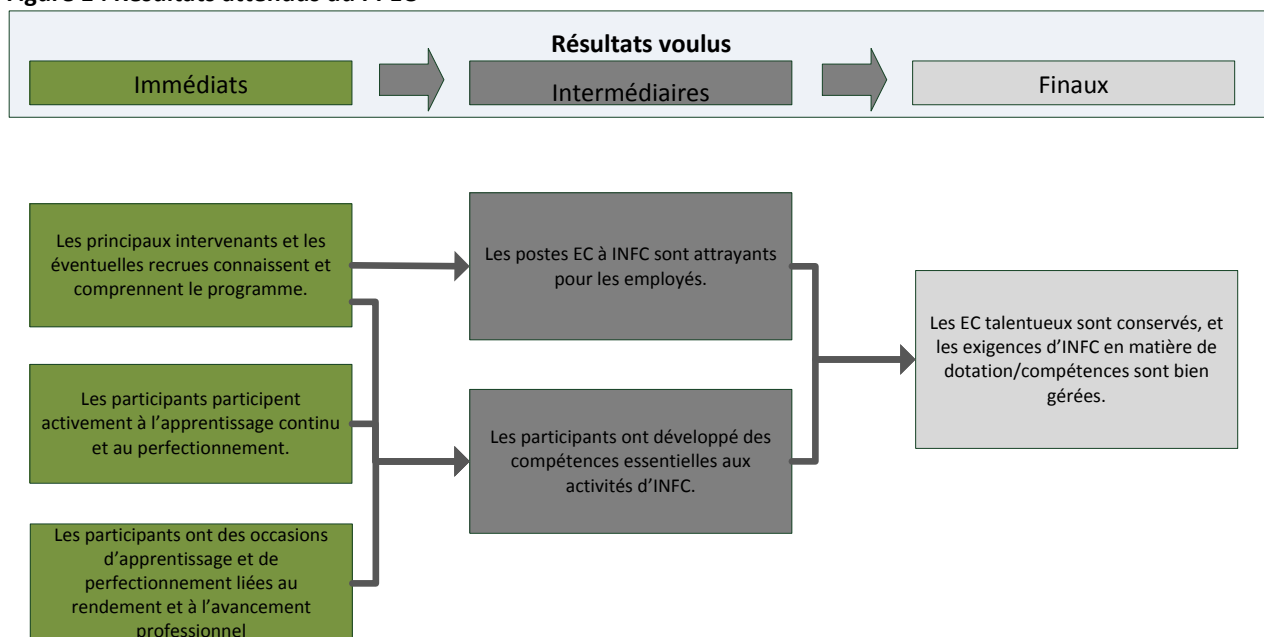 Résultats voulus
Immédiats
Intermédiaires
Finaux
Les principaux intervenants et les
éventuelles recrues connaissent et
comprennent le programme.
Les postes EC à INFC sont attrayants
pour les employés.
Les EC talentueux sont conservés, et
les exigences d'INFC en matière de
dotation/compétences sont bien
gérées.
Les participants participent
activement à l'apprentissage continu
et au perfectionnement.
Les participants ont développé des
compétences essentielles aux
activités d'INFC.
Les participants ont des occasions
d'apprentissage et de
perfectionnement liées au
rendement et à l'avancement
professionnel